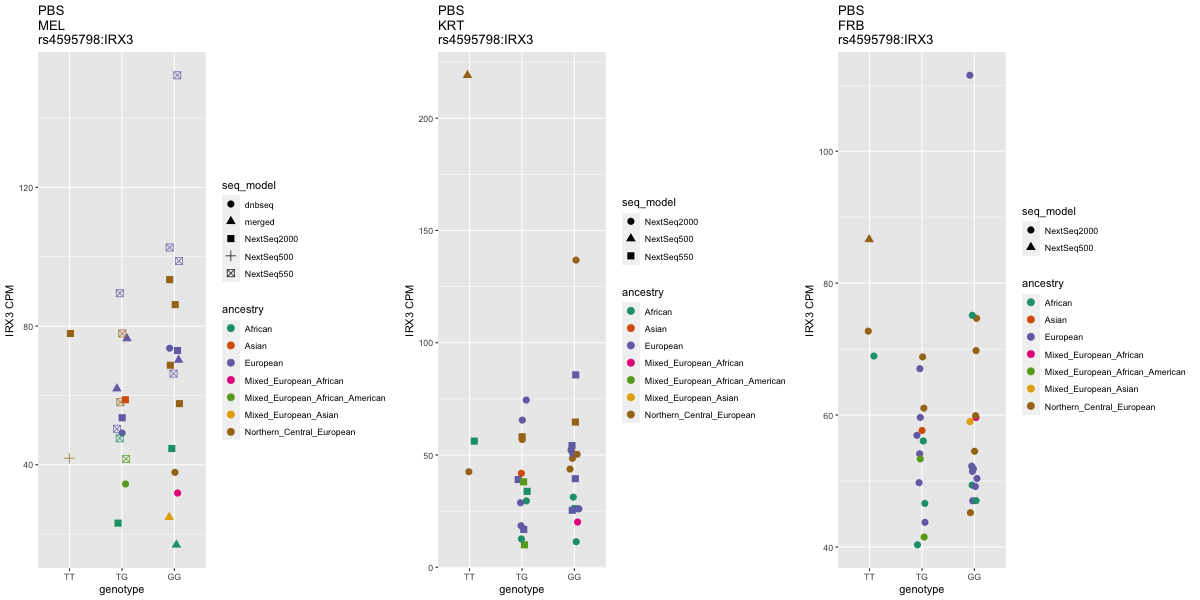 PBS
MEL
rs4595798:IRX3
120
80
40
IRX3 CPM
TT
TG
GG
genotype
seq_model
dnbseq
merged
NextSeq2000
NextSeq500
NextSeq550
ancestry
African
Asian
European
Mixed_European_African
Mixed_European_African_American
Mixed_European_Asian
Northern_Central_European
PBS
KRT
rs4595798:IRX3
200
150
100
50
0
IRX3 CPM
TT
TG
GG
genotype
seq_model
NextSeq2000
NextSeq500
NextSeq550
ancestry
African
Asian
European
Mixed_European_African
Mixed_European_African_American
Mixed_European_Asian
Northern_Central_European
PBS
FRB
rs4595798:IRX3
100
80
60
40
IRX3 CPM
TT
TG
GG
genotype
seq_model
NextSeq2000
NextSeq500
ancestry
African
Asian
European
Mixed_European_African
Mixed_European_African_American
Mixed_European_Asian
Northern_Central_European